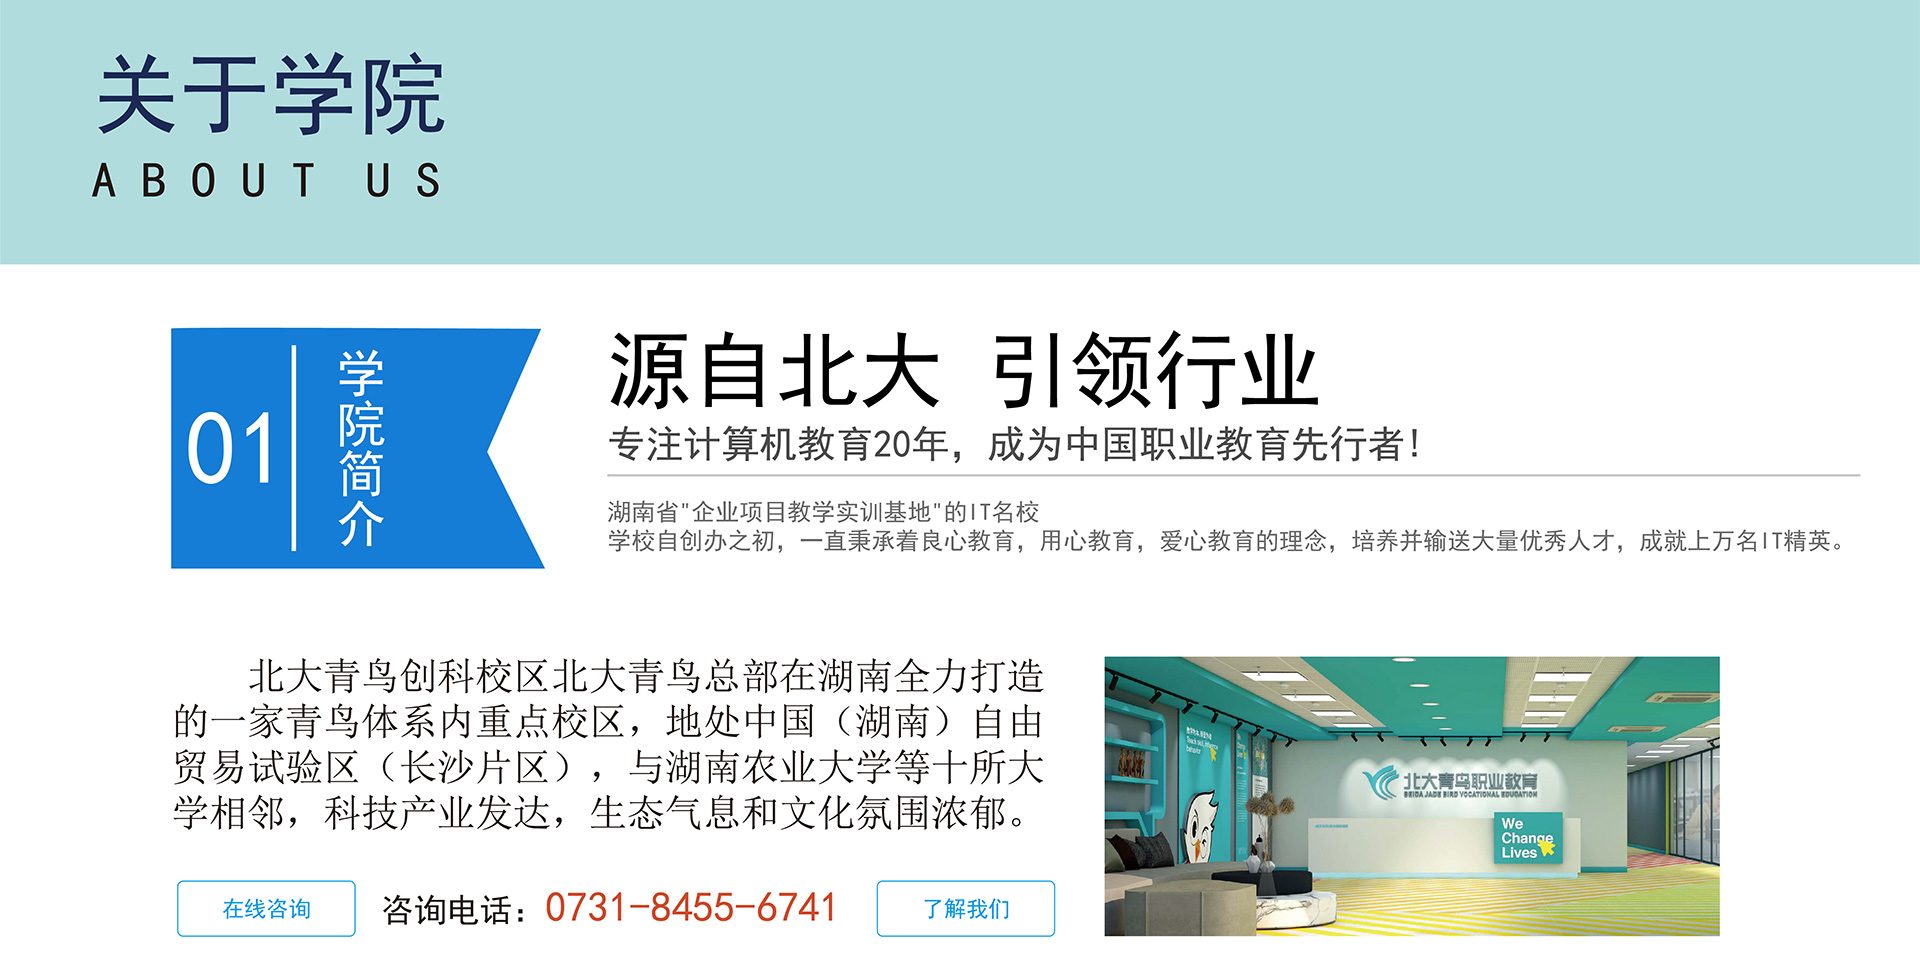 关于学院
ABOUT US
01
学院简介
源自北大 引领行业
专注计算机教育20年，成为中国职业教育先行者！
湖南省"企业项目教学实训基地"的IT名校
学校自创办之初，一直秉承着良心教育，用心教育，爱心教育的理念，培养并输送大量优秀人才，成就上万名IT精英。
北大青鸟创科校区北大青鸟总部在湖南全力打造
的一家青鸟体系内重点校区，地处中国（湖南）自由
贸易试验区（长沙片区），与湖南农业大学等十所大
学相邻，科技产业发达，生态气息和文化氛围浓郁。
在线咨询
咨询电话：0731-8455-6741
了解我们
北大青鸟职业教育
BEIDA JADE BIRD VOCATIONAL EDUCATION
We
Change
Lives